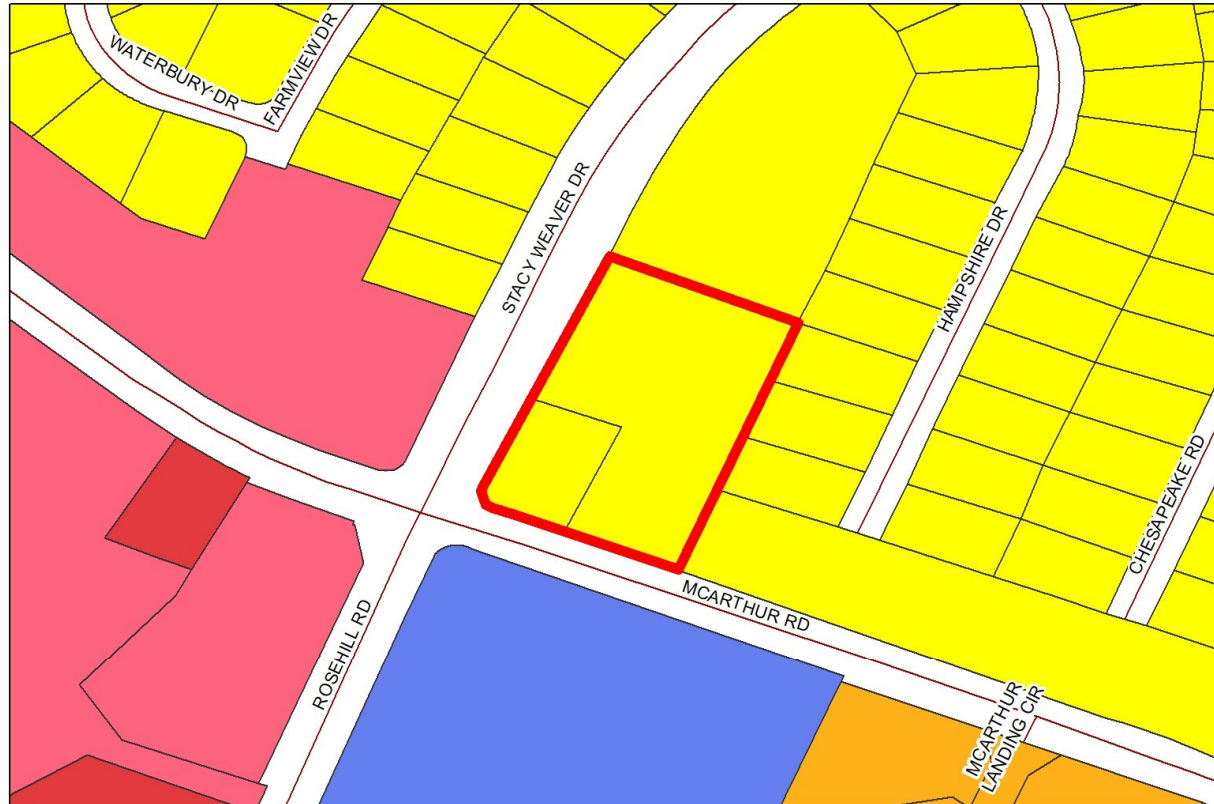 WATERBURY DR
FARMVIEW DR
STACY WEAVER DR
HAMPSHIRE DR
CHESAPEAKE RD
MCARTHUR RD
ROSEHILL RD
MCARTHUR
LANDING CIR